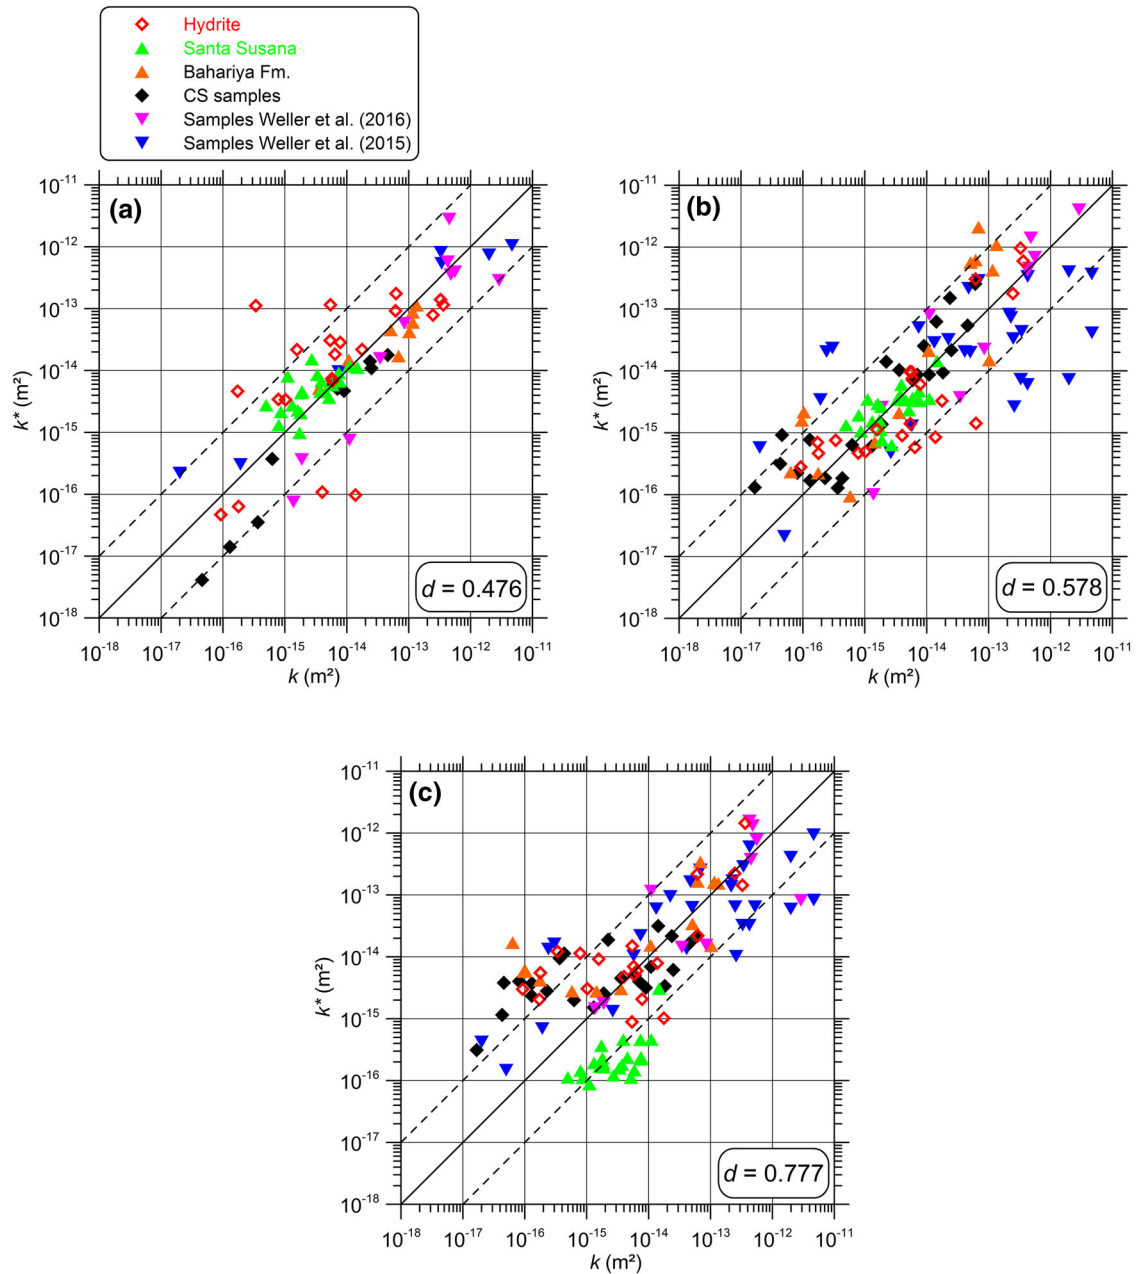 Hydrite
Santa Susana
Bahariya Fm.
CS samples
Samples Weller et al. (2016)
Samples Weller et al. (2015)
(a)
10⁻¹¹
10⁻¹²
10⁻¹³
10⁻¹⁴
10⁻¹⁵
10⁻¹⁶
10⁻¹⁷
10⁻¹⁸
k* (m²)
d = 0.476
10⁻¹⁸ 10⁻¹⁷ 10⁻¹⁶ 10⁻¹⁵ 10⁻¹⁴ 10⁻¹³ 10⁻¹² 10⁻¹¹
k (m²)
(b)
10⁻¹¹
10⁻¹²
10⁻¹³
10⁻¹⁴
10⁻¹⁵
10⁻¹⁶
10⁻¹⁷
10⁻¹⁸
k* (m²)
d = 0.578
10⁻¹⁸ 10⁻¹⁷ 10⁻¹⁶ 10⁻¹⁵ 10⁻¹⁴ 10⁻¹³ 10⁻¹² 10⁻¹¹
k (m²)
(c)
10⁻¹¹
10⁻¹²
10⁻¹³
10⁻¹⁴
10⁻¹⁵
10⁻¹⁶
10⁻¹⁷
10⁻¹⁸
k* (m²)
d = 0.777
10⁻¹⁸ 10⁻¹⁷ 10⁻¹⁶ 10⁻¹⁵ 10⁻¹⁴ 10⁻¹³ 10⁻¹² 10⁻¹¹
k (m²)